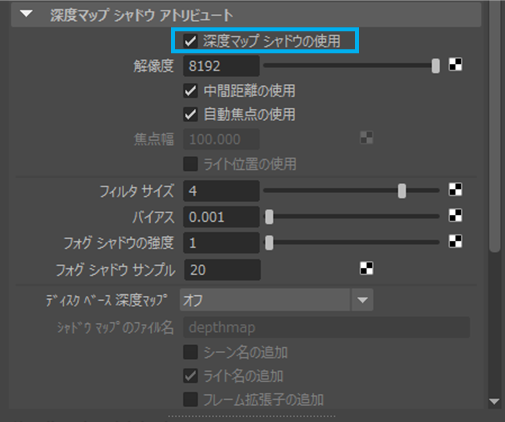 深度マップ シャドウ アトリビュート
深度マップ シャドウの使用
解像度 8192
中間距離の使用
自動焦点の使用
焦点幅 100.000
ライト位置の使用
フィルタ サイズ 4
バイアス 0.001
フォグ シャドウの強度 1
フォグ シャドウ サンプル 20
ディスク ベース 深度マップ オフ
シャドウ マップのファイル名 depthmap
シーン名の追加
ライト名の追加
フレーム拡張子の追加